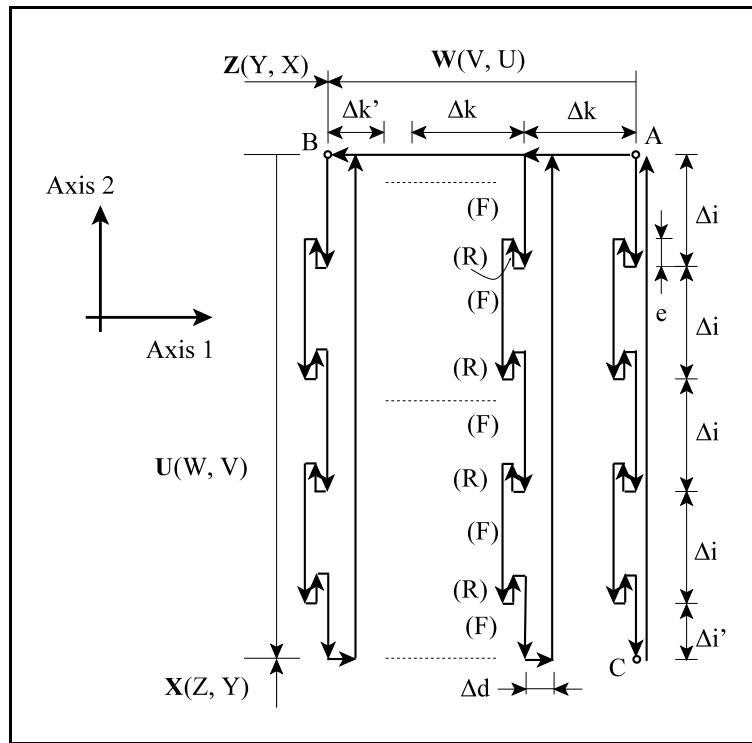 Z(Y, X)
W(V, U)
Δk’
Δk
Δk
B
A
Axis 2
(F)
Δi
(R)
(F)
e
Axis 1
Δi
(R)
(F)
Δi
U(W, V)
(R)
(F)
Δi
(R)
(F)
Δi’
C
X(Z, Y)
Δd